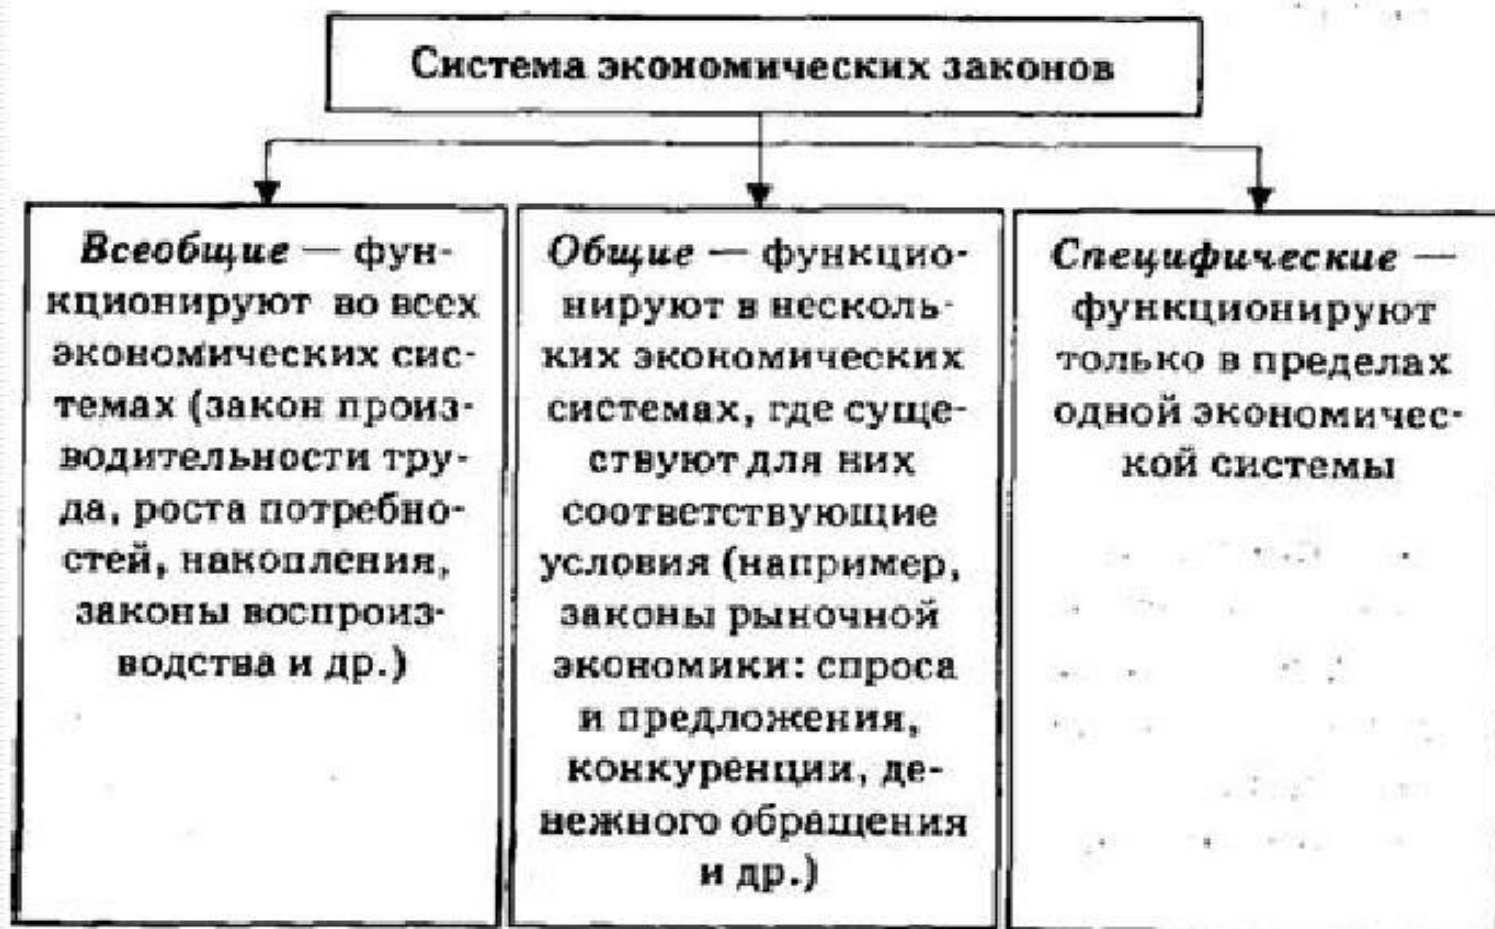 Система экономических законов
Всеобщие — фун-
кционируют во всех
экономических сис-
темах (закон произ-
водительности тру-
да, роста потребно-
стей, накопления,
законы воспроиз-
водства и др.)
Общие — функцио-
нируют в несколь-
ких экономических
системах, где суще-
ствуют для них
соответствующие
условия (например,
законы рыночной
экономики: спроса
и предложения,
конкуренции, де-
нежного обращения
и др.)
Специфические —
функционируют
только в пределах
одной экономичес-
кой системы